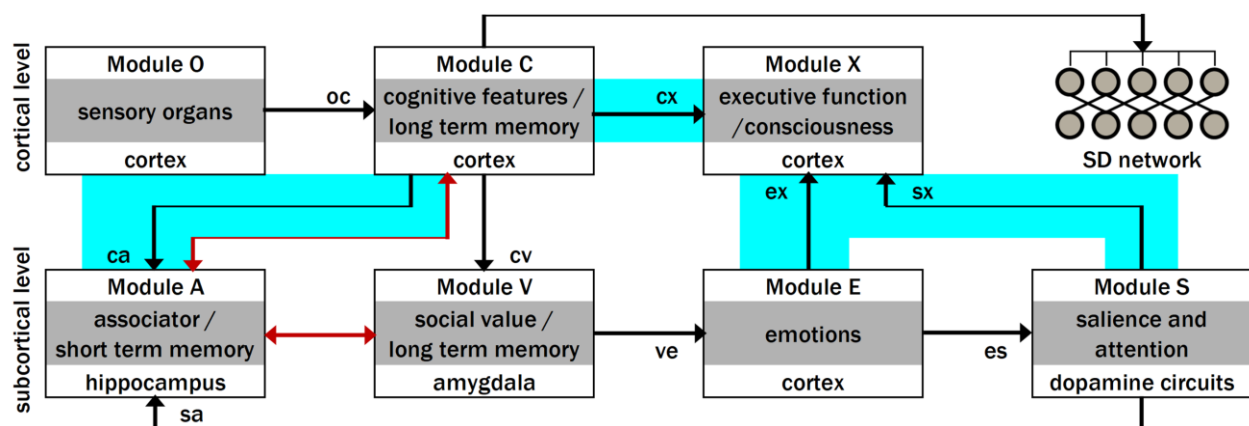 cortical level
Module O
sensory organs
cortex
oc
Module C
cognitive features /
long term memory
cortex
cx
Module X
executive function
/consciousness
cortex
SD network
ca
cv
ex
sx
subcortical level
Module A
associator /
short term memory
hippocampus
sa
Module V
social value /
long term memory
amygdala
ve
Module E
emotions
cortex
es
Module S
salience and
attention
dopamine circuits